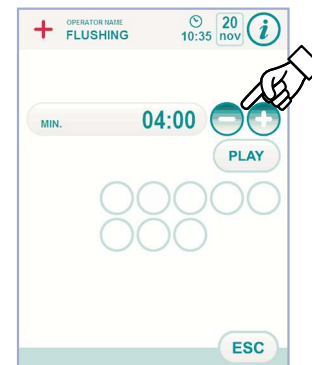 OPERATOR NAME
FLUSHING
10:35
20
nov
i
MIN.
04:00
PLAY
ESC